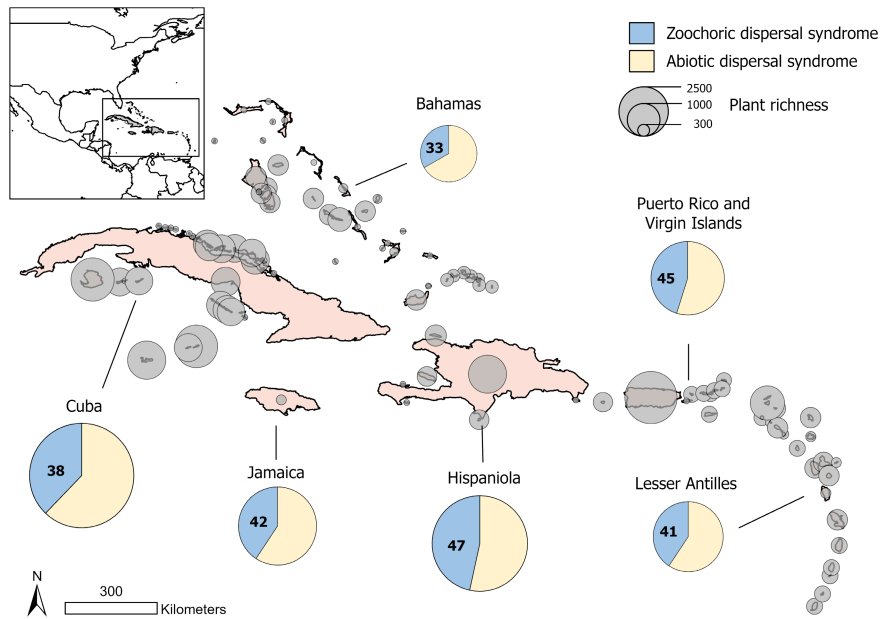 Zoochoric dispersal syndrome
Abiotic dispersal syndrome
2500
1000
300
Plant richness
Bahamas
33
Puerto Rico and
Virgin Islands
45
Cuba
38
Jamaica
42
Hispaniola
47
Lesser Antilles
41
N
300
Kilometers